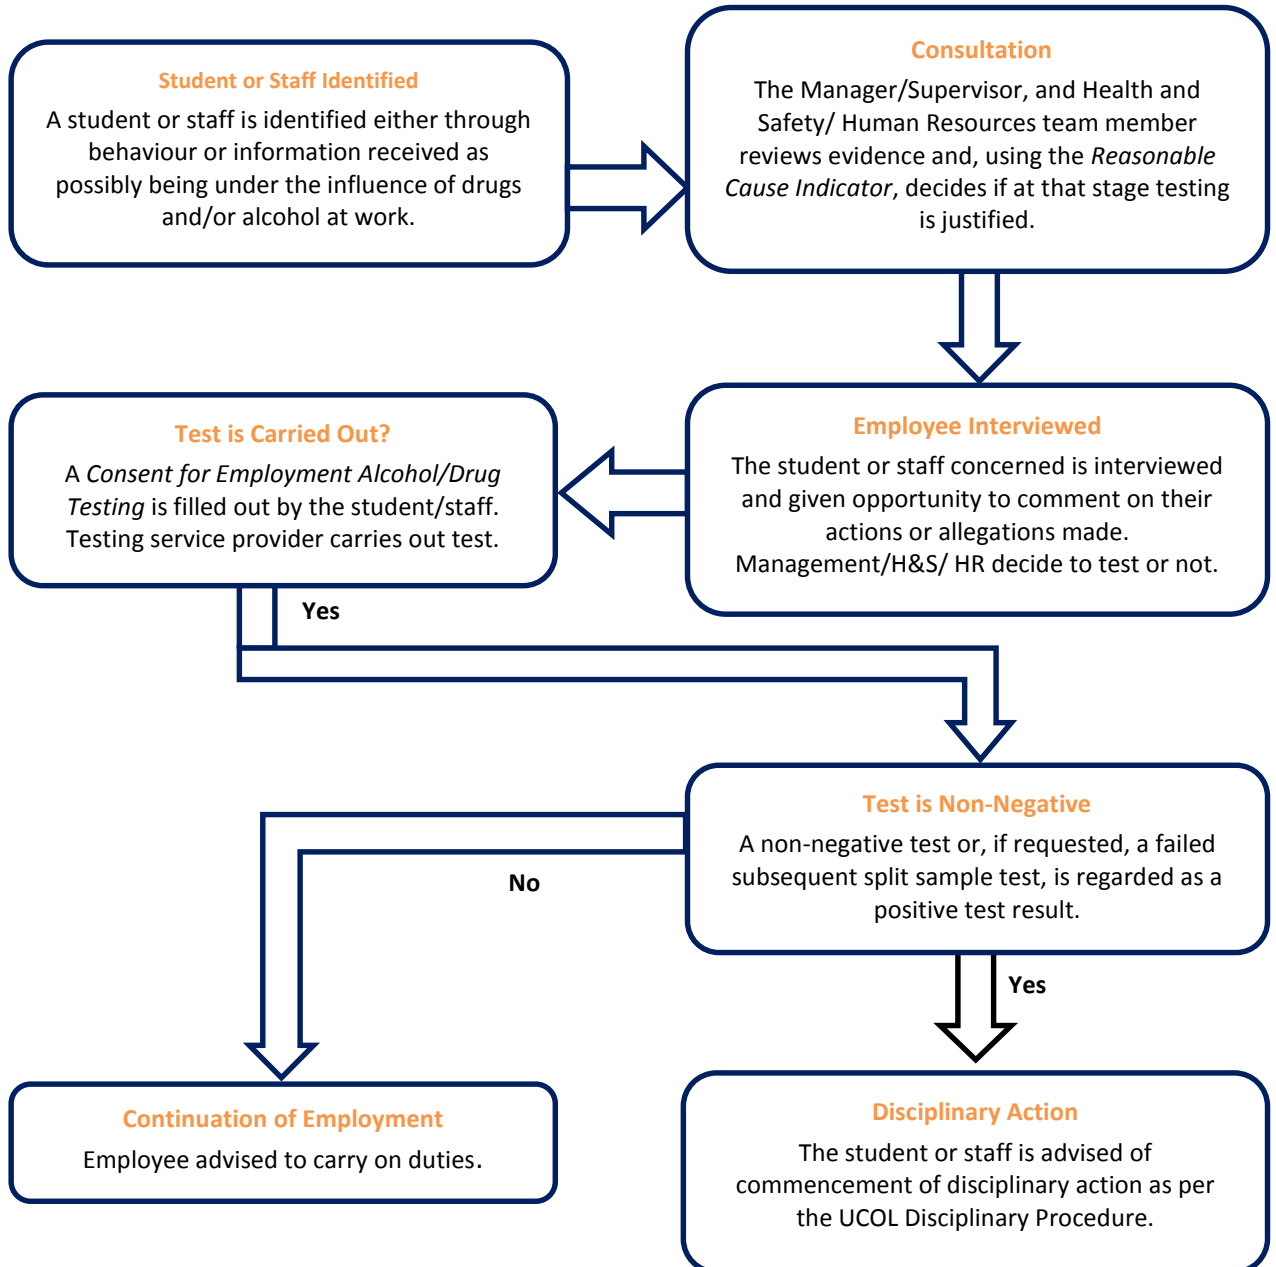 Student or Staff Identified
A student or staff is identified either through
behaviour or information received as
possibly being under the influence of drugs
and/or alcohol at work.
Consultation
The Manager/Supervisor, and Health and
Safety/ Human Resources team member
reviews evidence and, using the Reasonable
Cause Indicator, decides if at that stage testing
is justified.
Employee Interviewed
The student or staff concerned is interviewed
and given opportunity to comment on their
actions or allegations made.
Management/H&S/ HR decide to test or not.
Test is Carried Out?
A Consent for Employment Alcohol/Drug
Testing is filled out by the student/staff.
Testing service provider carries out test.
Yes
Test is Non-Negative
A non-negative test or, if requested, a failed
subsequent split sample test, is regarded as a
positive test result.
No
Yes
Continuation of Employment
Employee advised to carry on duties.
Disciplinary Action
The student or staff is advised of
commencement of disciplinary action as per
the UCOL Disciplinary Procedure.